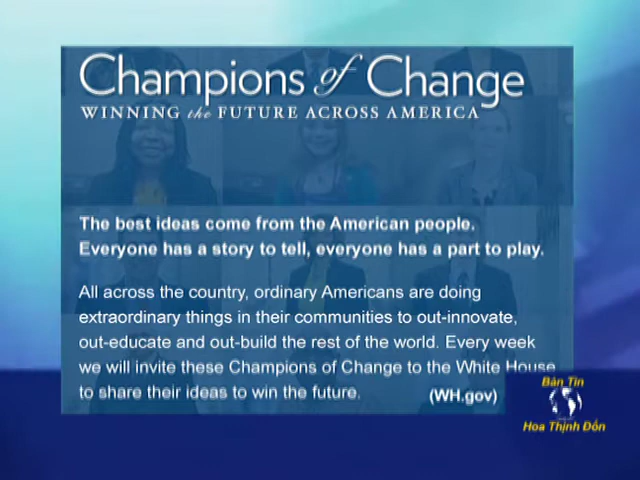 Champions of Change
WINNING the FUTURE ACROSS AMERICA
The best ideas come from the American people.
Everyone has a story to tell, everyone has a part to play.
All across the country, ordinary Americans are doing
extraordinary things in their communities to out-innovate,
out-educate and out-build the rest of the world. Every week
we will invite these Champions of Change to the White House
to share their ideas to win the future.
(WH.gov)
Bản Tin
Hoa Thịnh Đốn